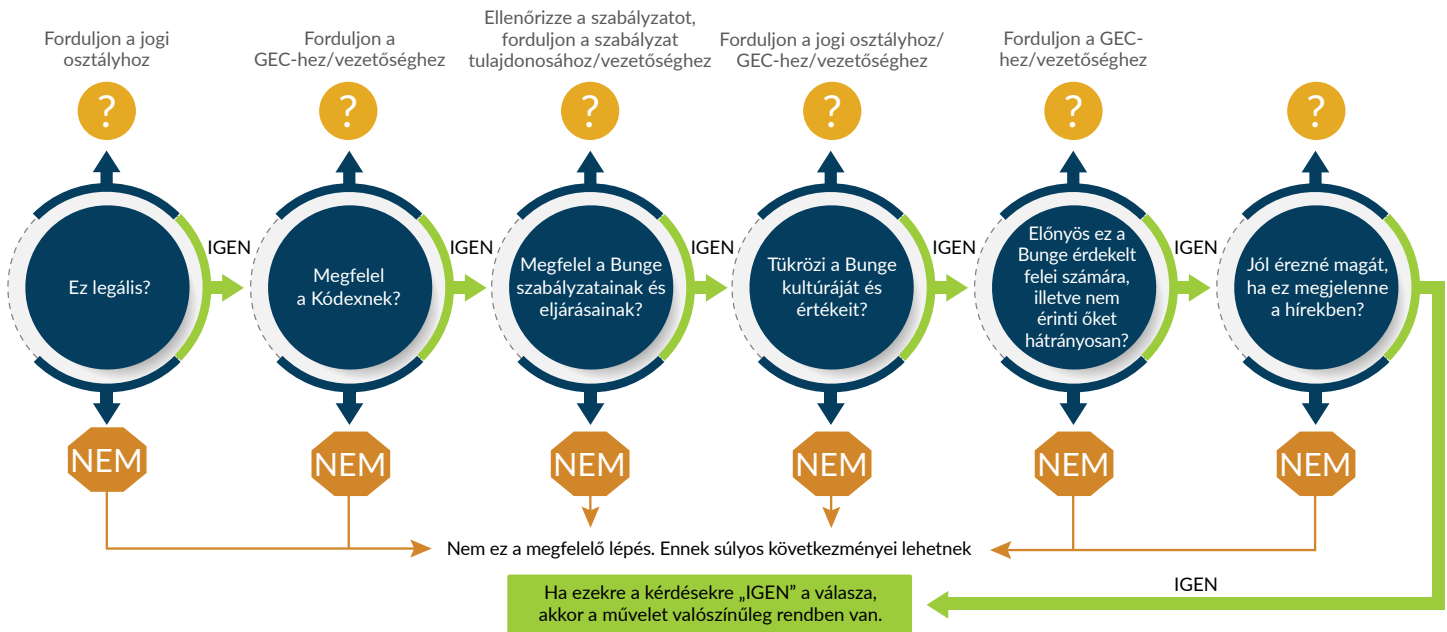 Forduljon a jogi
osztályhoz
Forduljon a
GEC-hez/vezetőséghez
Ellenőrizze a szabályzatot,
forduljon a szabályzat
tulajdonosához/vezetőséghez
Forduljon a jogi osztályhoz/
GEC-hez/vezetőséghez
Forduljon a GEC-
hez/vezetőséghez
?
?
?
?
?
?
Ez legális?
IGEN
Megfelel
a Kódexnek?
IGEN
Megfelel a Bunge
szabályzatainak és
eljárásainak?
IGEN
Tükrözi a Bunge
kultúráját és
értékeit?
IGEN
Előnyös ez a
Bunge érdekelt
felei számára,
illetve nem
érinti őket
hátrányosan?
IGEN
Jól érezné magát,
ha ez megjelenne
a hírekben?
NEM
NEM
NEM
NEM
NEM
NEM
Nem ez a megfelelő lépés. Ennek súlyos következményei lehetnek
IGEN
Ha ezekre a kérdésekre „IGEN” a válasza,
akkor a művelet valószínűleg rendben van.